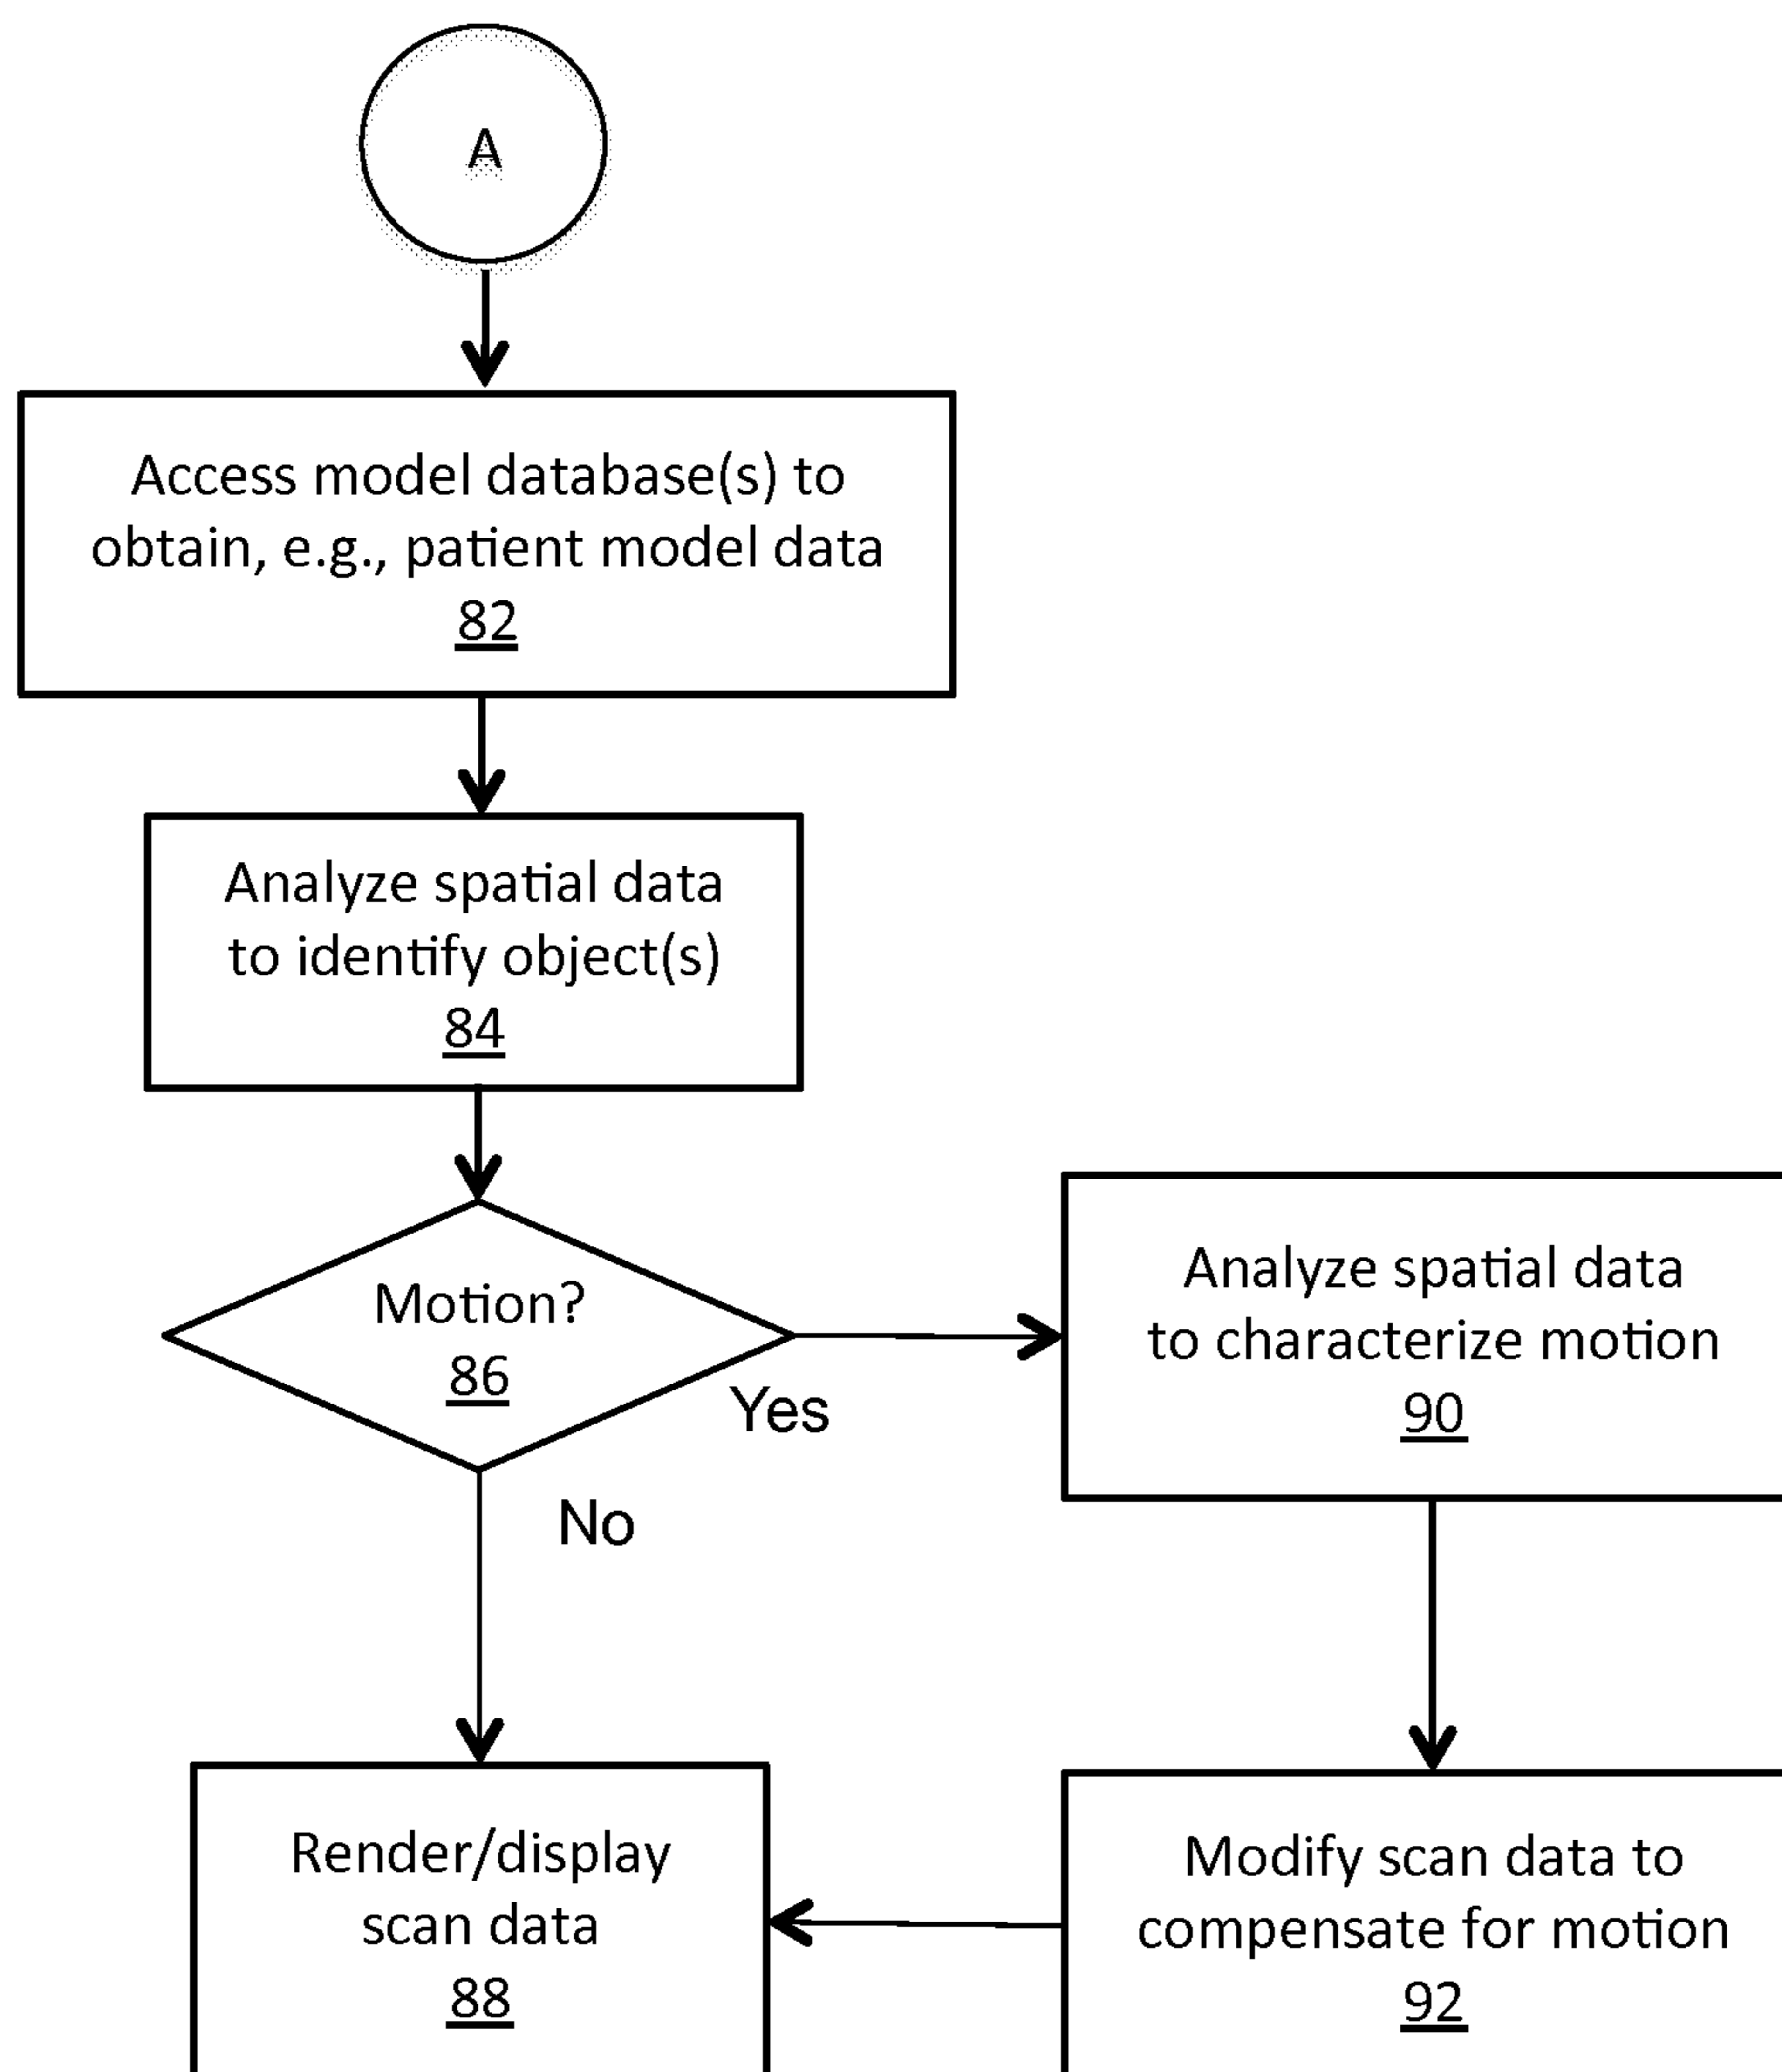 A
Access model database(s) to
obtain, e.g., patient model data
82
Analyze spatial data
to identify object(s)
84
Motion?
86
Yes
No
Analyze spatial data
to characterize motion
90
Render/display
scan data
88
Modify scan data to
compensate for motion
92